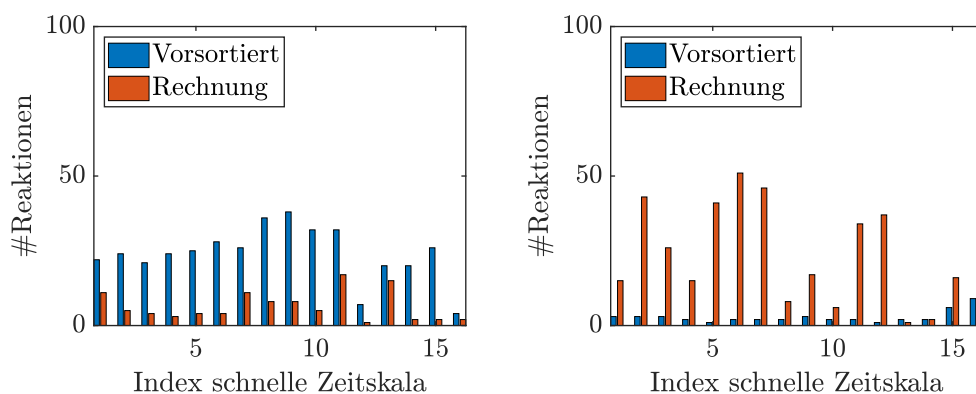 100
50
0
#Reaktionen
Vorsortiert
Rechnung
5 10 15
Index schnelle Zeitskala
100
50
0
#Reaktionen
Vorsortiert
Rechnung
5 10 15
Index schnelle Zeitskala